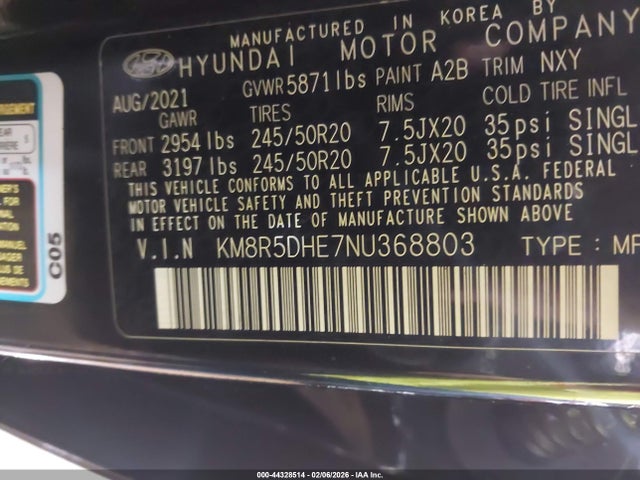 MANUFACTURED IN KOREA BY
HYUNDAI MOTOR COMPANY
AUG/2021 GVWR 5871 lbs PAINT A2B TRIM NXY
GAWR TIRES RIMS COLD TIRE INFL
FRONT 2954 lbs 245/50R20 7.5JX20 35psi SINGL
REAR 3197 lbs 245/50R20 7.5JX20 35psi SINGL
THIS VEHICLE CONFORMS TO ALL APPLICABLE U.S.A. FEDERAL
MOTOR VEHICLE SAFETY AND THEFT PREVENTION STANDARDS
IN EFFECT ON THE DATE OF MANUFACTURE SHOWN ABOVE
V.I.N KM8R5DHE7NU368803 TYPE: MP
C05
000-44328514 - 02/06/2026 - IAA Inc.